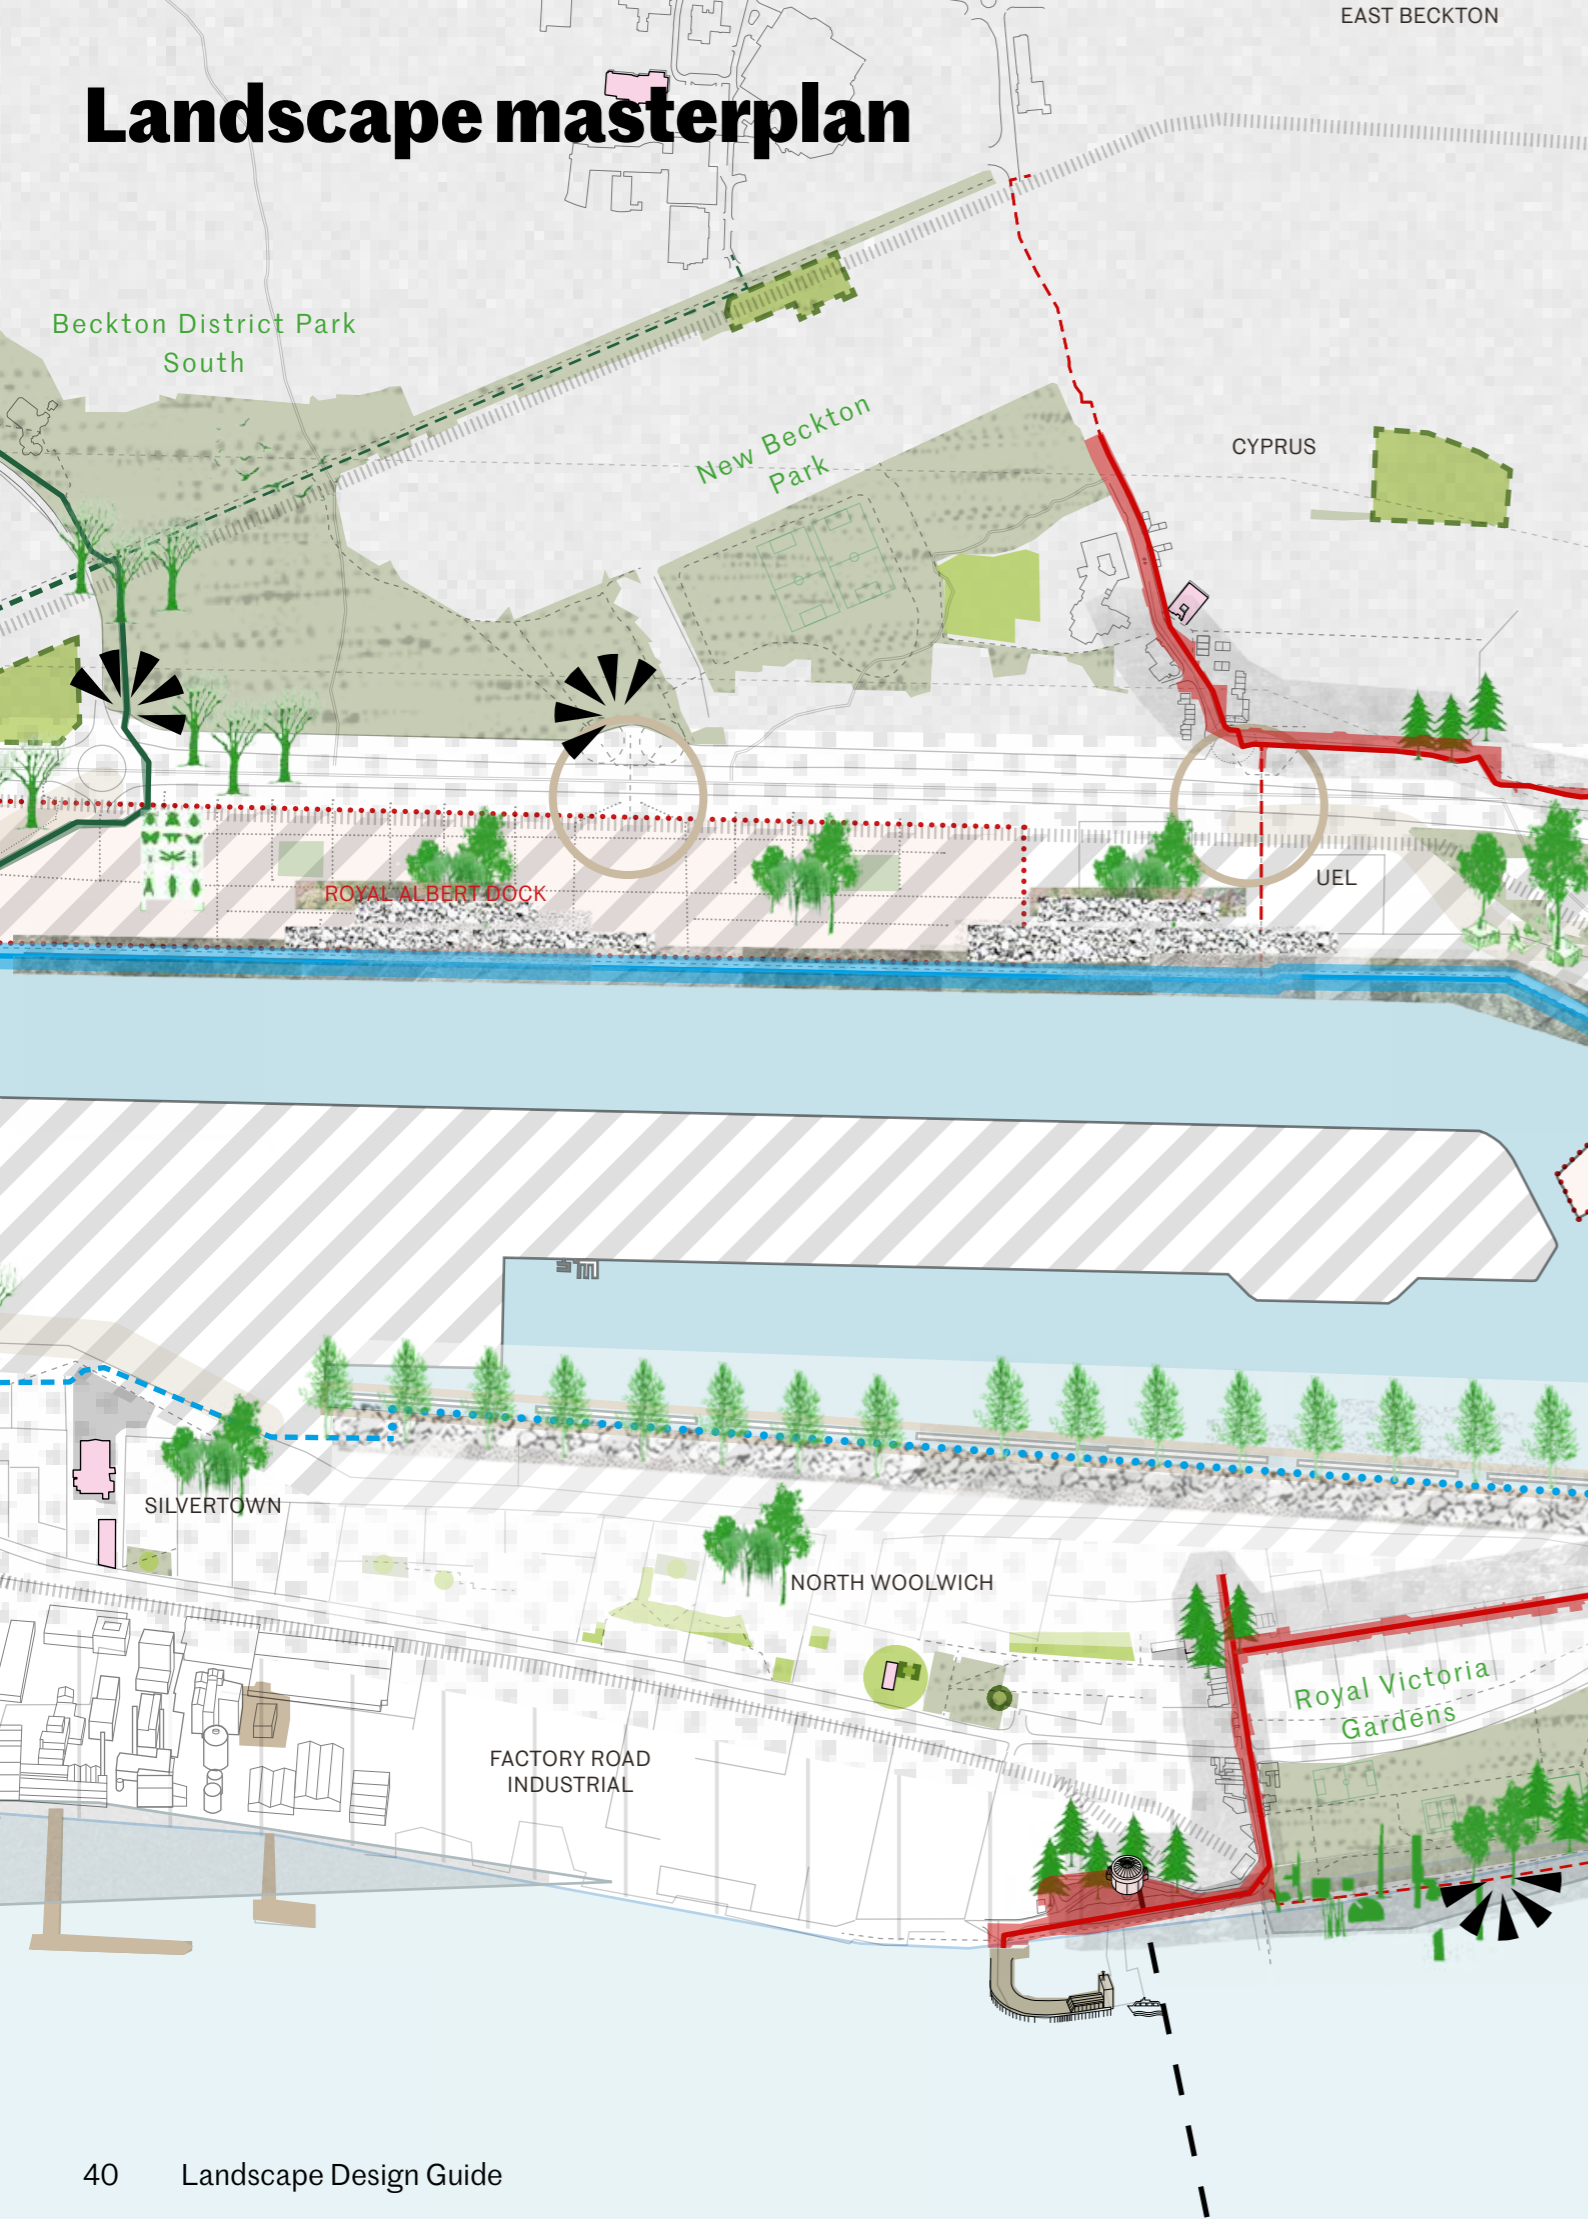 EAST BECKTON
Landscape masterplan
Beckton District Park
South
New Beckton
Park
CYPRUS
UEL
ROYAL ALBERT DOCK
SILVERTOWN
NORTH WOOLWICH
Royal Victoria
Gardens
FACTORY ROAD
INDUSTRIAL
40 Landscape Design Guide